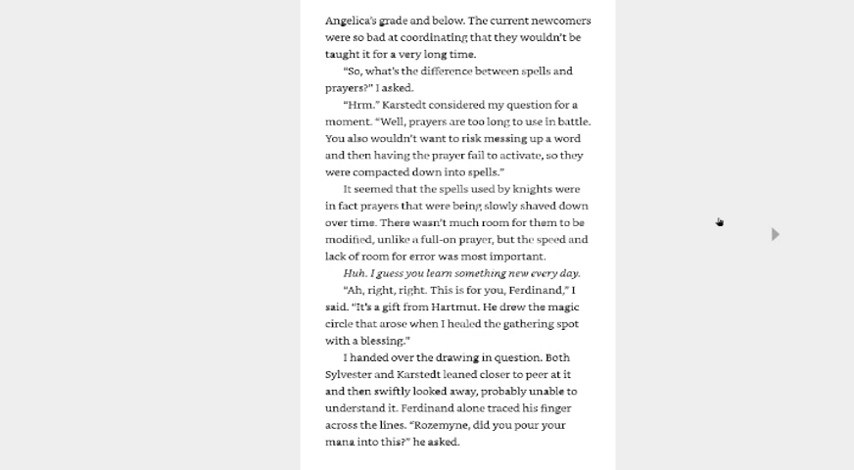 Angelica's grade and below. The current newcomers
were so bad at coordinating that they wouldn't be
taught it for a very long time.
“So, what's the difference between spells and
prayers?” I asked.
“Hrm.” Karstedt considered my question for a
moment. “Well, prayers are too long to use in battle.
You also wouldn't want to risk messing up a word
and then having the prayer fail to activate, so they
were compacted down into spells.”
It seemed that the spells used by knights were
in fact prayers that were being slowly shaved down
over time. There wasn't much room for them to be
modified, unlike a full-on prayer, but the speed and
lack of room for error was most important.
Huh. I guess you learn something new every day.
“Ah, right, right. This is for you, Ferdinand,” I
said. “It's a gift from Hartmut. He drew the magic
circle that arose when I healed the gathering spot
with a blessing.”
I handed over the drawing in question. Both
Sylvester and Karstedt leaned closer to peer at it
and then swiftly looked away, probably unable to
understand it. Ferdinand alone traced his finger
across the lines. “Rozemyne, did you pour your
mana into this?” he asked.